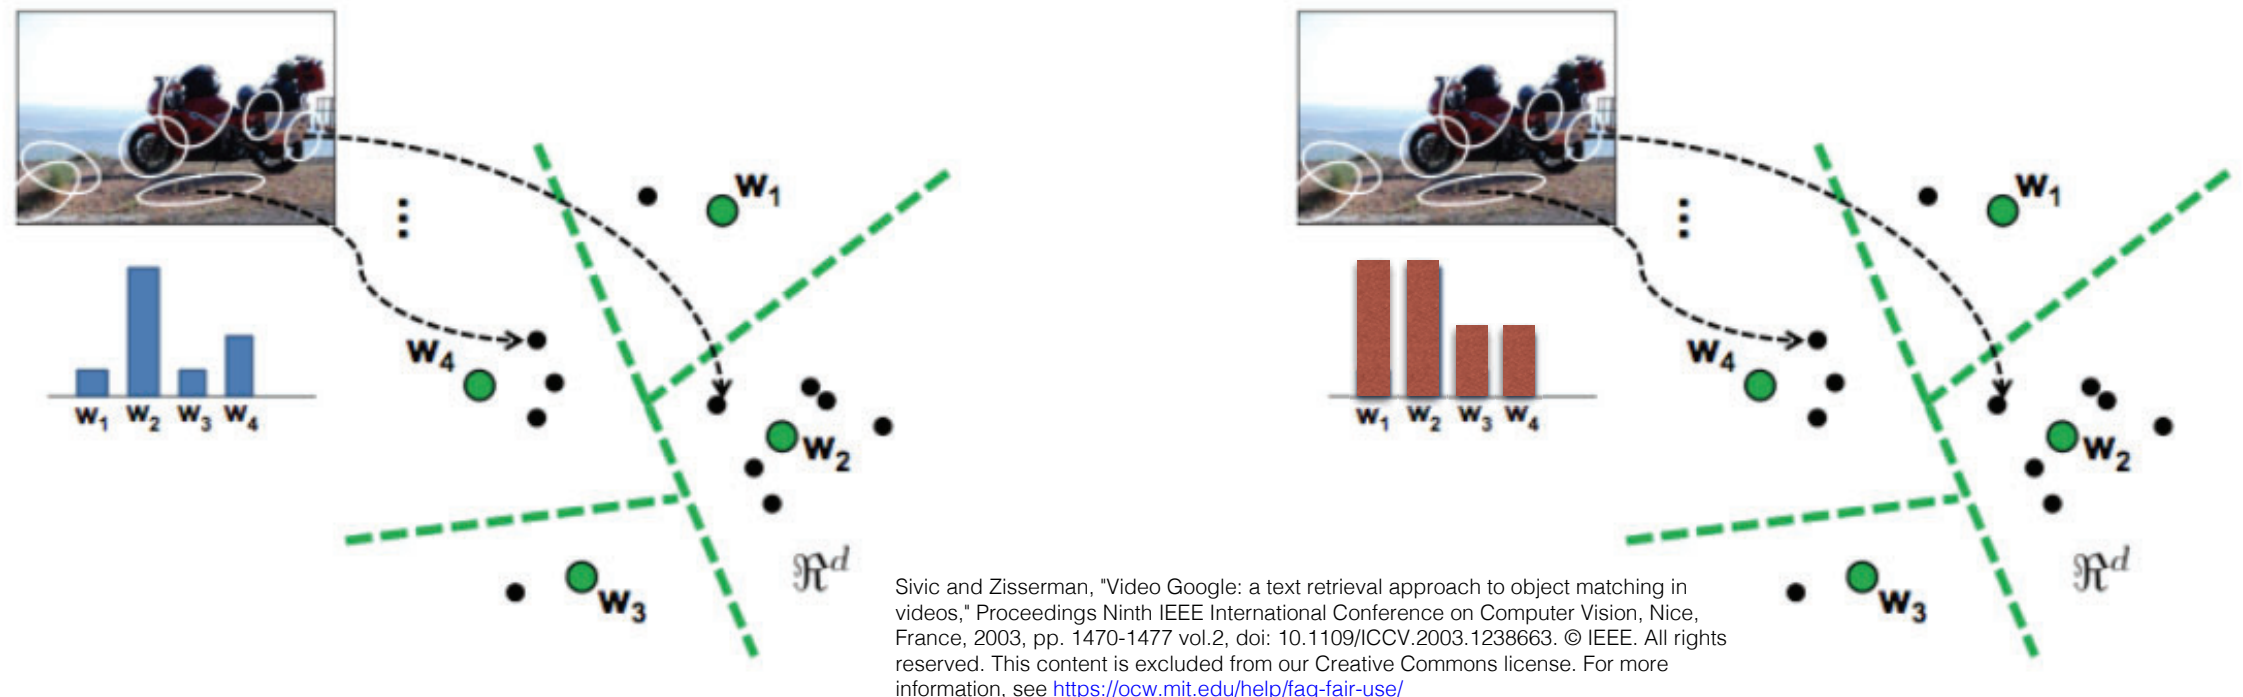 w1
w4
w2
w3
ℜd
w1 w2 w3 w4
w1
w4
w2
w3
ℜd
w1 w2 w3 w4
Sivic and Zisserman, "Video Google: a text retrieval approach to object matching in
videos," Proceedings Ninth IEEE International Conference on Computer Vision, Nice,
France, 2003, pp. 1470-1477 vol.2, doi: 10.1109/ICCV.2003.1238663. © IEEE. All rights
reserved. This content is excluded from our Creative Commons license. For more
information, see https://ocw.mit.edu/help/faq-fair-use/